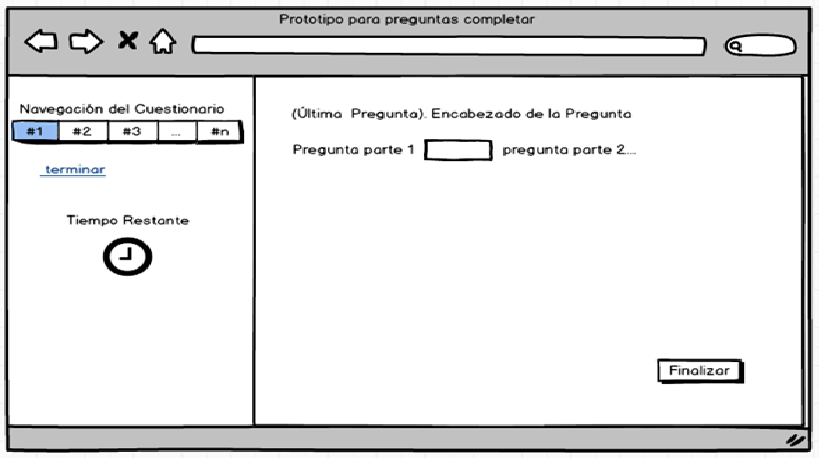 Prototipo para preguntas completar
Navegación del Cuestionario
#1 #2 #3 ... #n
terminar
Tiempo Restante
(Última Pregunta). Encabezado de la Pregunta
Pregunta parte 1 pregunta parte 2...
Finalizar